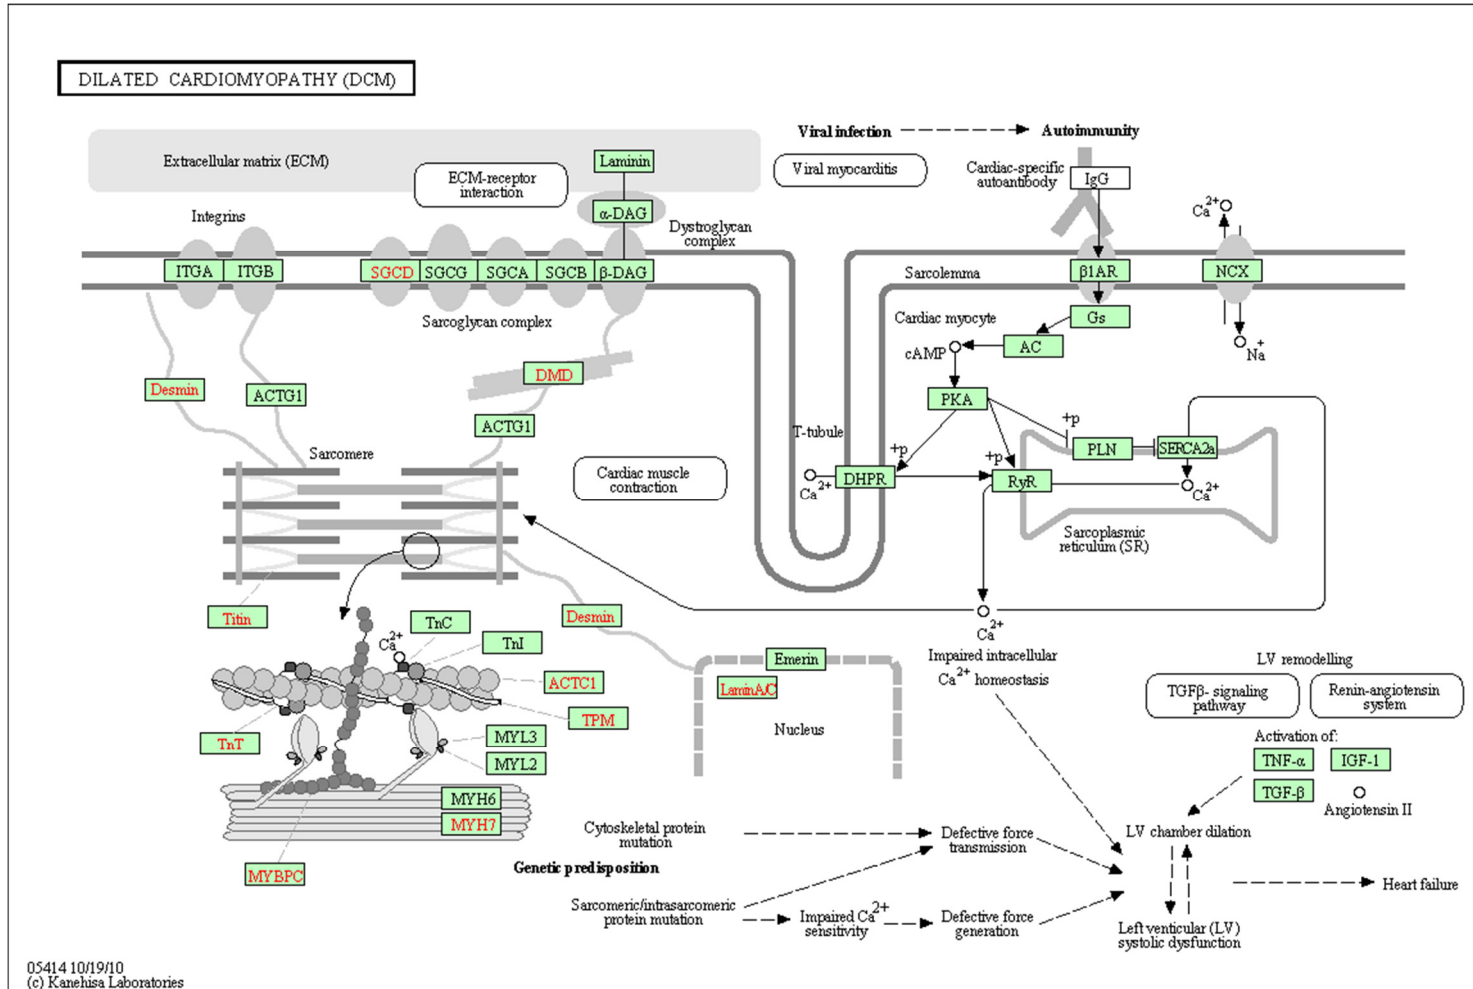 DILATED CARDIOMYOPATHY (DCM)
Extracellular matrix (ECM)
ECM-receptor
interaction
Laminin
α-DAG
Dystroglycan
complex
Viral infection
Autoimmunity
Viral myocarditis
Cardiac-specific
autoantibody
IgG
Ca2+
Integrins
ITGA
ITGB
SGCD
SGCG
SGCA
SGCB
β-DAG
Sarcolemma
β1AR
NCX
Sarcoglycan complex
Cardiac myocyte
Gs
cAMP
AC
Na+
Desmin
ACTG1
DMD
PKA
ACTG1
T-tubule
+p
+p
+p
PLN
SERCA2a
Sarcomere
Cardiac muscle
contraction
Ca2+
DHPR
RyR
Ca2+
Sarcoplasmic
reticulum (SR)
Titin
Desmin
Ca2+
TnC
Ca2+
TnI
Emerin
LaminA/C
Nucleus
ACTC1
TPM
TnT
MYL3
MYL2
MYH6
MYH7
MYBPC
Impaired intracellular
Ca2+ homeostasis
LV remodelling
TGFβ- signaling
pathway
Renin-angiotensin
system
Activation of:
TNF-α
IGF-1
TGF-β
Angiotensin II
Cytoskeletal protein
mutation
Defective force
transmission
LV chamber dilation
Genetic predisposition
Heart failure
Sarcomeric/intrasarcomeric
protein mutation
Impaired Ca2+
sensitivity
Defective force
generation
Left venticular (LV)
systolic dysfunction
05414 10/19/10
(c) Kanehisa Laboratories